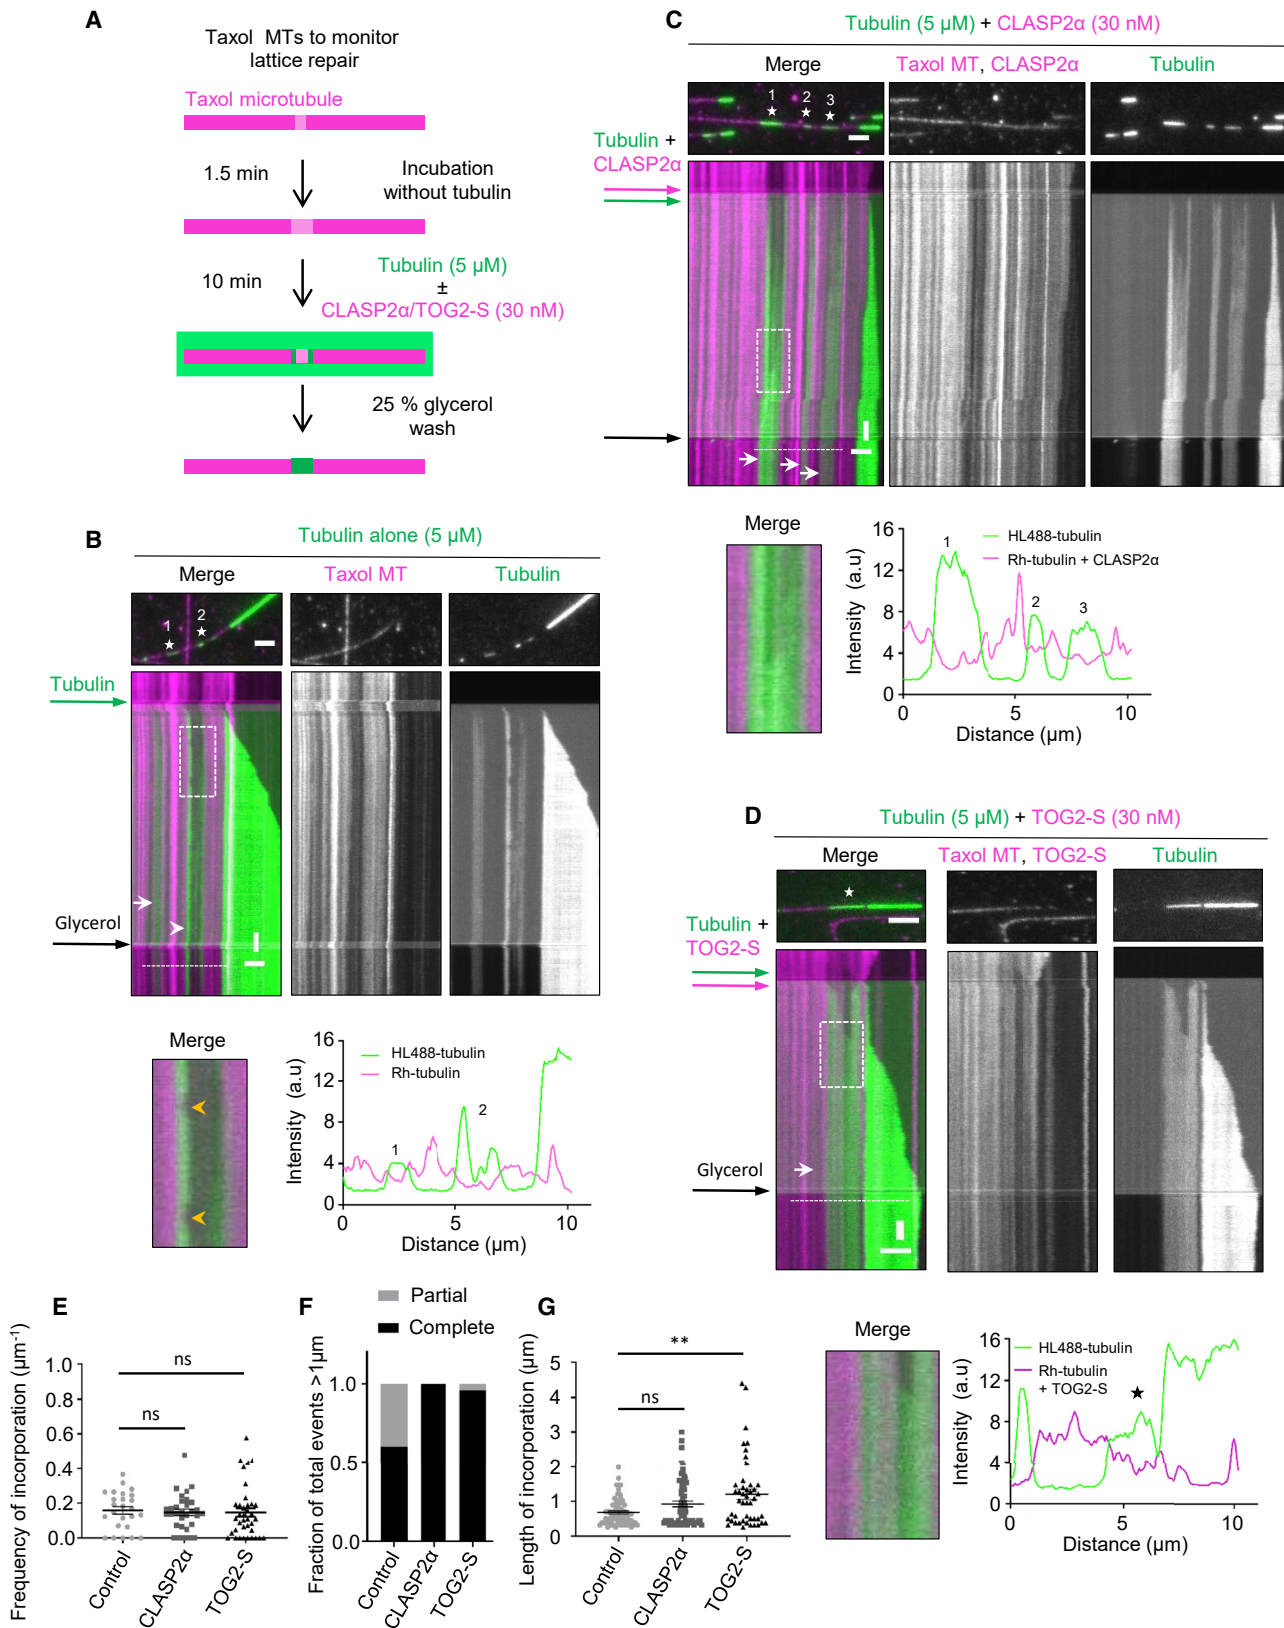 A
Taxol MTs to monitor
lattice repair
Taxol microtubule
1.5 min
Incubation
without tubulin
10 min
Tubulin (5 µM)
±
CLASP2α/TOG2-S (30 nM)
25 % glycerol
wash
B
Tubulin alone (5 µM)
Merge
Taxol MT
Tubulin
1
2
Tubulin
Glycerol
Merge
16
12
8
4
0
Intensity (a.u)
HL488-tubulin
Rh-tubulin
1
2
0
5
10
Distance (µm)
C
Tubulin (5 µM) + CLASP2α (30 nM)
Merge
Taxol MT, CLASP2α
Tubulin
1
2
3
Tubulin +
CLASP2α
Merge
16
12
8
4
0
Intensity (a.u)
HL488-tubulin
Rh-tubulin + CLASP2α
1
2
3
0
5
10
Distance (µm)
D
Tubulin (5 µM) + TOG2-S (30 nM)
Merge
Taxol MT, TOG2-S
Tubulin
Tubulin +
TOG2-S
Glycerol
Merge
16
12
8
4
0
Intensity (a.u)
HL488-tubulin
Rh-tubulin
+ TOG2-S
0
5
10
Distance (µm)
E
Frequency of incorporation (µm-1)
1.0
0.8
0.6
0.4
0.2
0.0
ns
ns
Control
CLASP2α
TOG2-S
F
Partial
Complete
Fraction of total events >1µm
1.0
0.5
0.0
Control
CLASP2α
TOG2-S
G
Length of incorporation (µm)
5
4
3
2
1
0
**
ns
Control
CLASP2α
TOG2-S